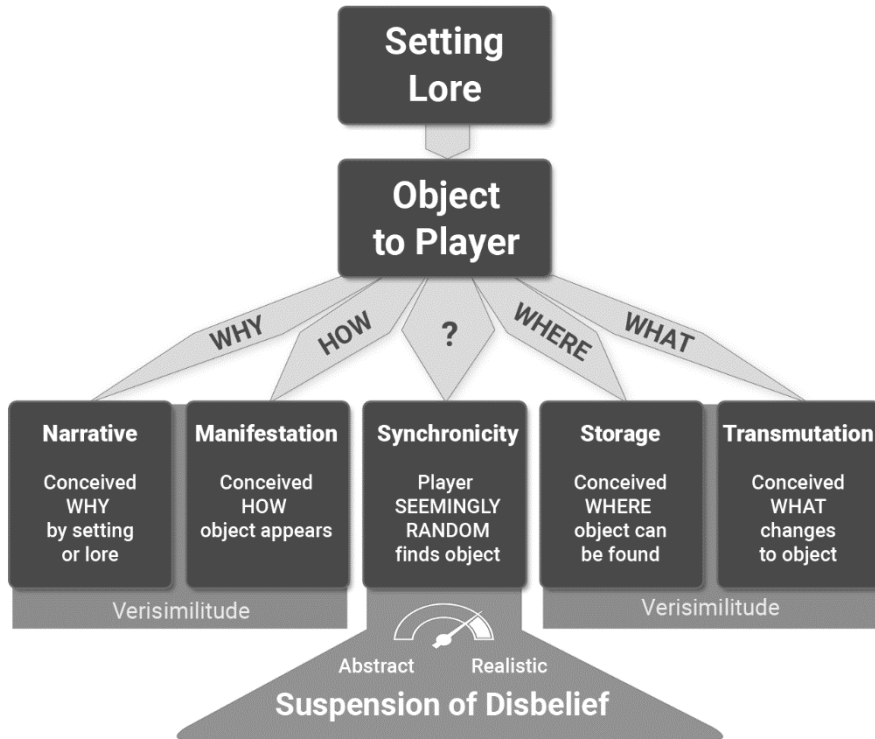 Setting
Lore
Object
to Player
WHY
HOW
?
WHERE
WHAT
Narrative
Conceived
WHY
by setting
or lore
Manifestation
Conceived
HOW
object appears
Synchronicity
Player
SEEMINGLY
RANDOM
finds object
Storage
Conceived
WHERE
object can
be found
Transmutation
Conceived
WHAT
changes
to object
Verisimilitude
Verisimilitude
Abstract
Realistic
Suspension of Disbelief